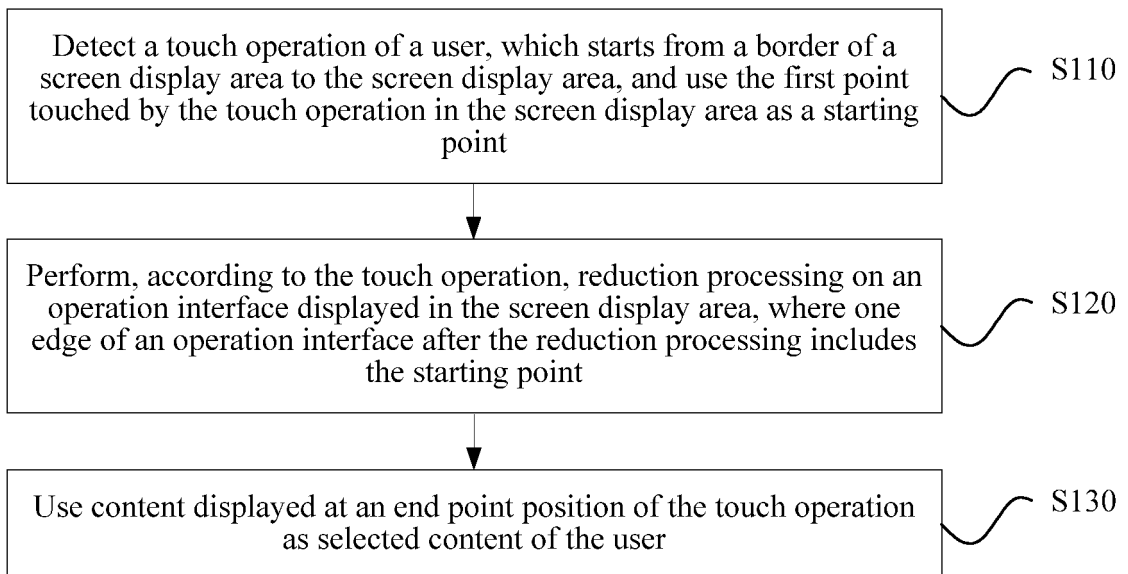 Detect a touch operation of a user, which starts from a border of a
screen display area to the screen display area, and use the first point
touched by the touch operation in the screen display area as a starting
point
S110
Perform, according to the touch operation, reduction processing on an
operation interface displayed in the screen display area, where one
edge of an operation interface after the reduction processing includes
the starting point
S120
Use content displayed at an end point position of the touch operation
as selected content of the user
S130